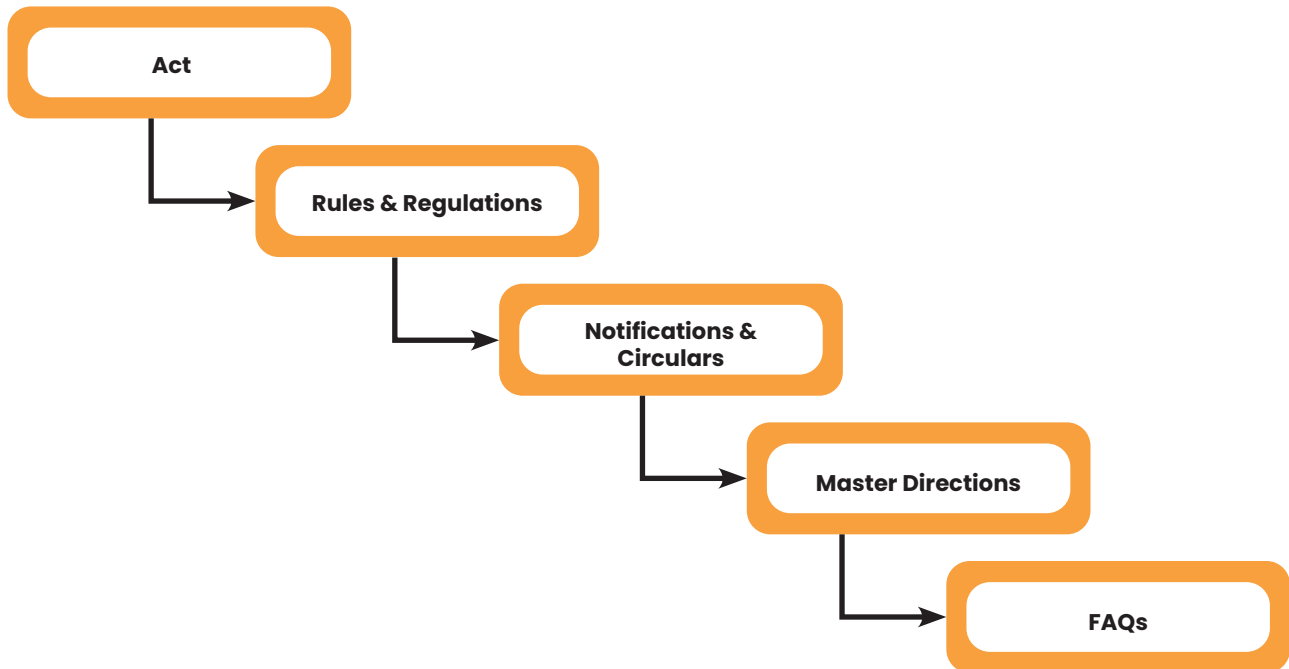 Act
Rules & Regulations
Notifications &
Circulars
Master Directions
FAQs